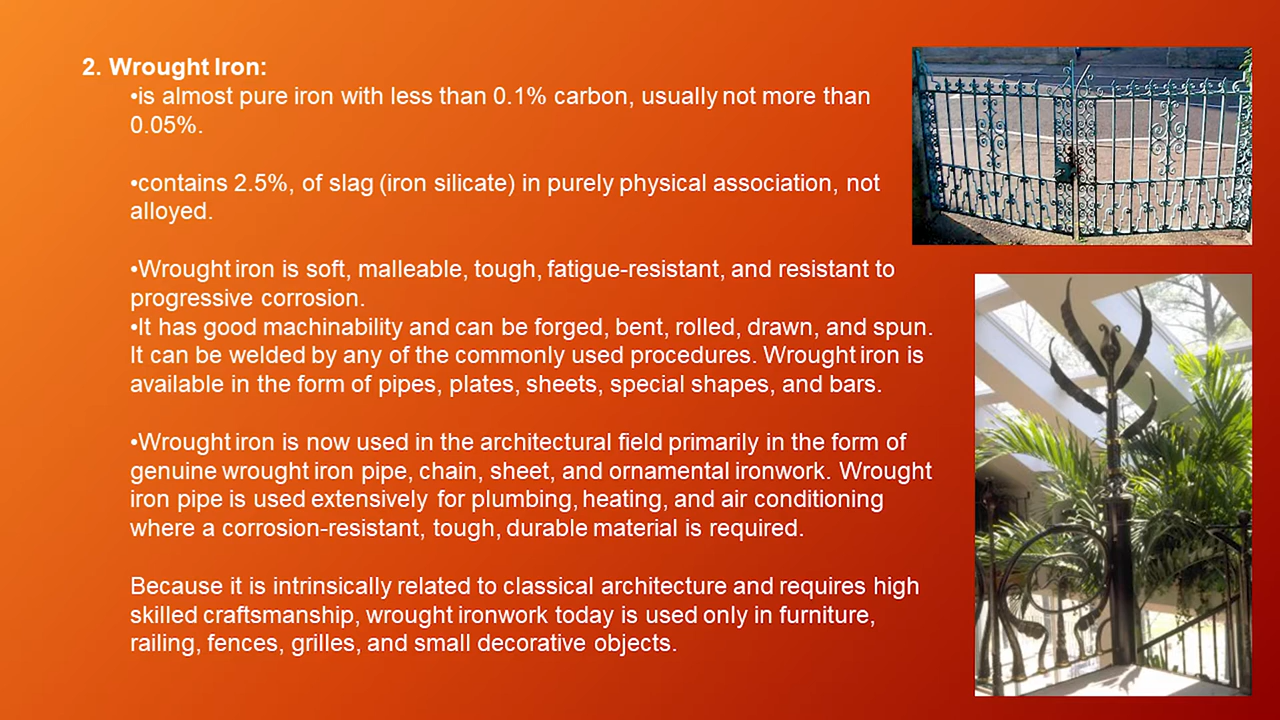 2. Wrought Iron:
•is almost pure iron with less than 0.1% carbon, usually not more than
0.05%.
•contains 2.5%, of slag (iron silicate) in purely physical association, not
alloyed.
•Wrought iron is soft, malleable, tough, fatigue-resistant, and resistant to
progressive corrosion.
•It has good machinability and can be forged, bent, rolled, drawn, and spun.
It can be welded by any of the commonly used procedures. Wrought iron is
available in the form of pipes, plates, sheets, special shapes, and bars.
•Wrought iron is now used in the architectural field primarily in the form of
genuine wrought iron pipe, chain, sheet, and ornamental ironwork. Wrought
iron pipe is used extensively for plumbing, heating, and air conditioning
where a corrosion-resistant, tough, durable material is required.
Because it is intrinsically related to classical architecture and requires high
skilled craftsmanship, wrought ironwork today is used only in furniture,
railing, fences, grilles, and small decorative objects.